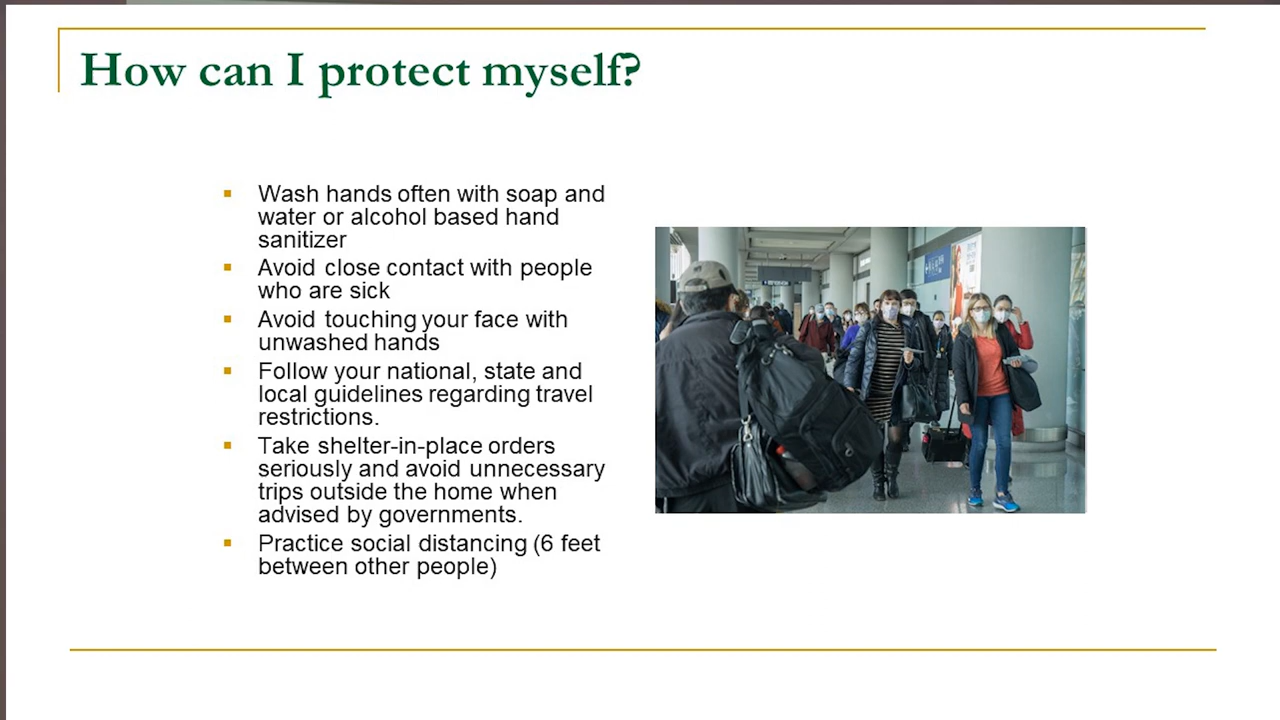 How can I protect myself?
Wash hands often with soap and
water or alcohol based hand
sanitizer
Avoid close contact with people
who are sick
Avoid touching your face with
unwashed hands
Follow your national, state and
local guidelines regarding travel
restrictions.
Take shelter-in-place orders
seriously and avoid unnecessary
trips outside the home when
advised by governments.
Practice social distancing (6 feet
between other people)